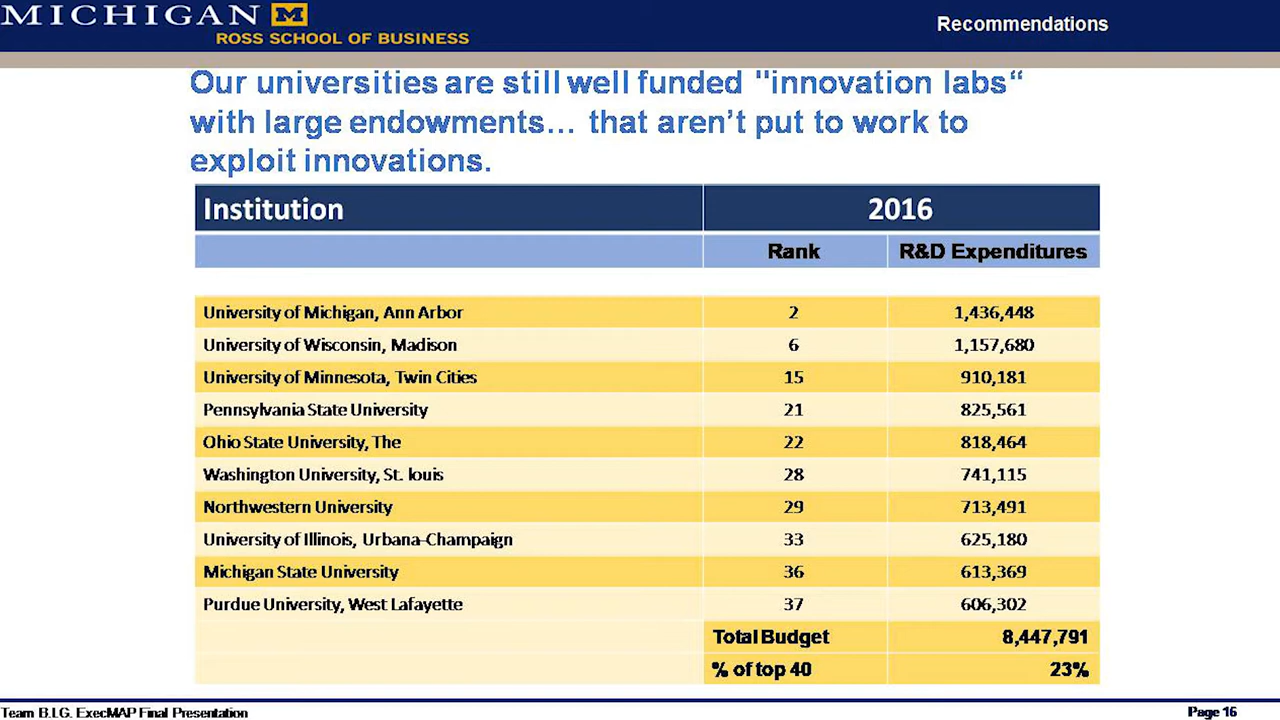 MICHIGAN M
ROSS SCHOOL OF BUSINESS
Recommendations
Our universities are still well funded "innovation labs“
with large endowments… that aren’t put to work to
exploit innovations.
Institution 2016
Rank R&D Expenditures
University of Michigan, Ann Arbor 2 1,436,448
University of Wisconsin, Madison 6 1,157,680
University of Minnesota, Twin Cities 15 910,181
Pennsylvania State University 21 825,561
Ohio State University, The 22 818,464
Washington University, St. louis 28 741,115
Northwestern University 29 713,491
University of Illinois, Urbana-Champaign 33 625,180
Michigan State University 36 613,369
Purdue University, West Lafayette 37 606,302
Total Budget 8,447,791
% of top 40 23%
Team B.I.G. ExecMAP Final Presentation Page 16